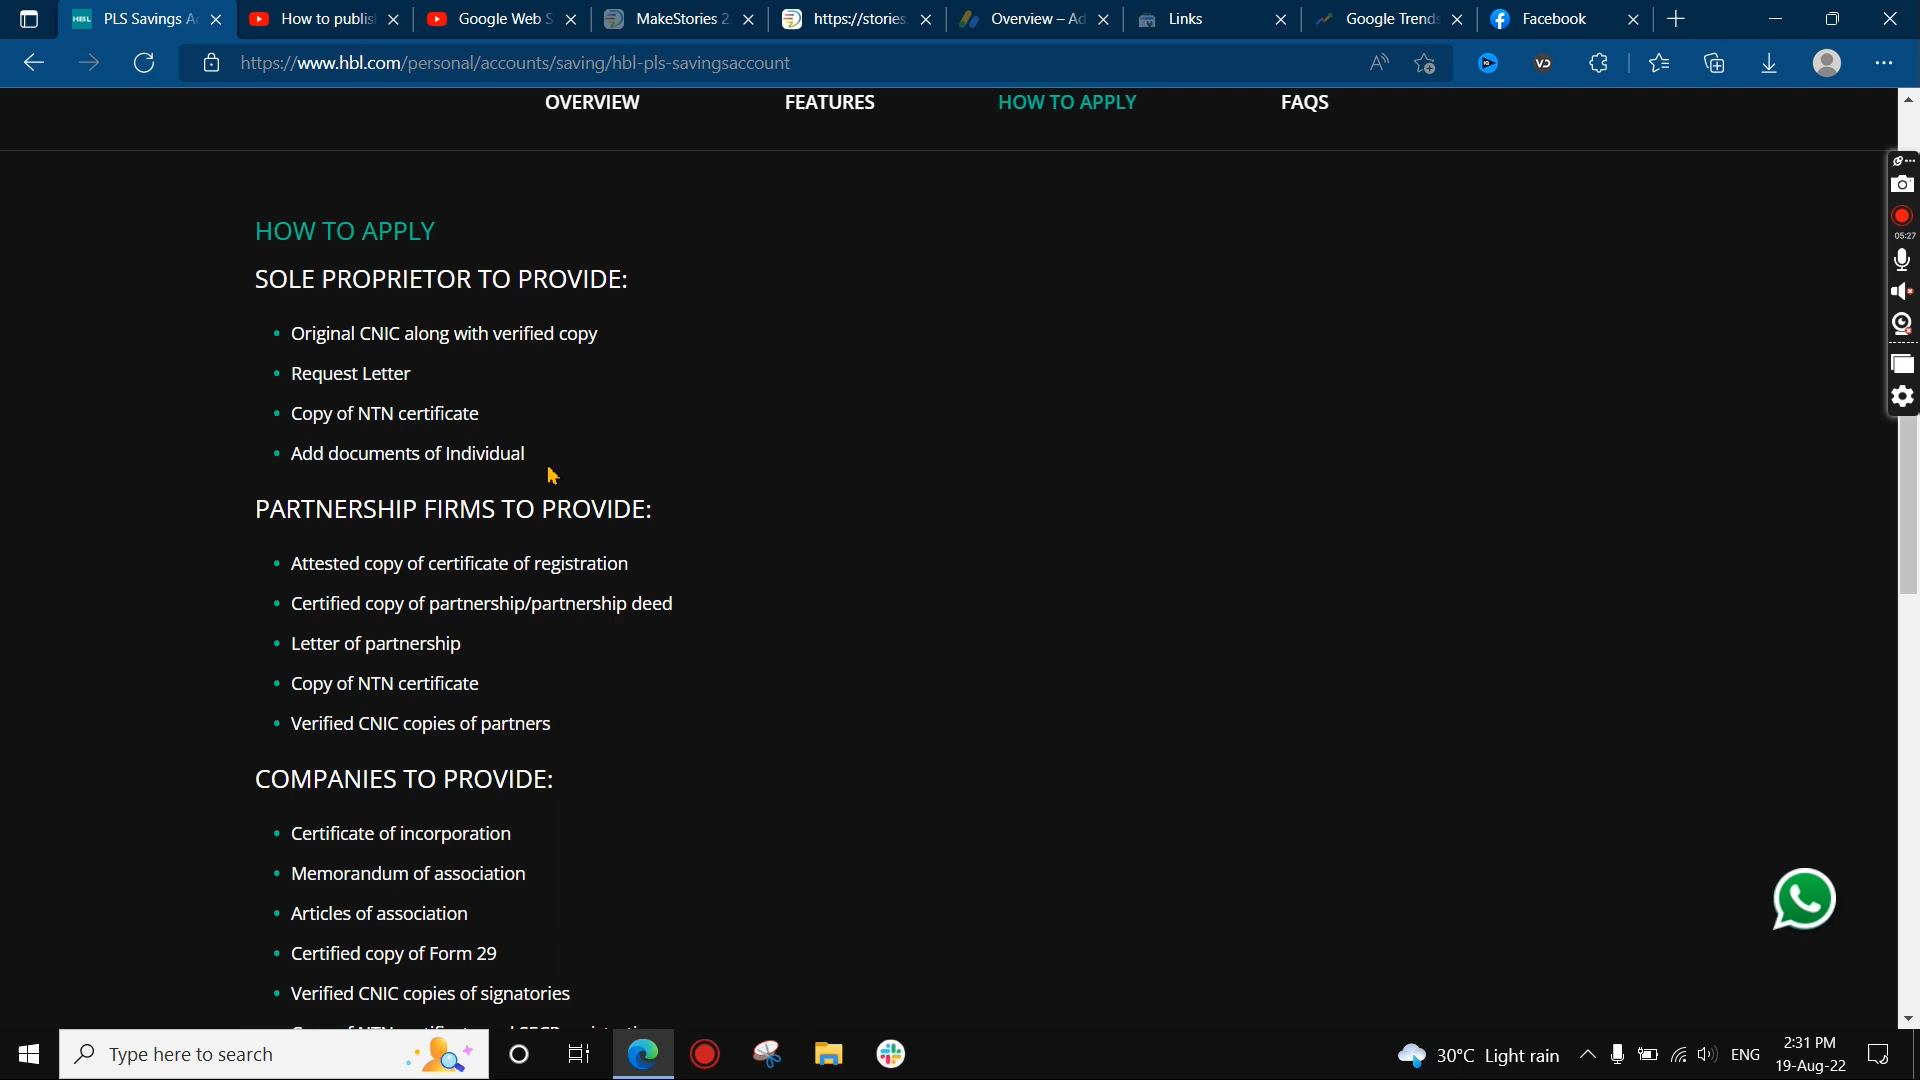 PLS Savings A
How to publis
Google Web S
MakeStories 2
https://stories.
Overview – Ad
Links
Google Trend
Facebook
https://www.hbl.com/personal/accounts/saving/hbl-pls-savingsaccount
OVERVIEW
FEATURES
HOW TO APPLY
FAQS
05:27
HOW TO APPLY
SOLE PROPRIETOR TO PROVIDE:
Original CNIC along with verified copy
Request Letter
Copy of NTN certificate
Add documents of Individual
PARTNERSHIP FIRMS TO PROVIDE:
Attested copy of certificate of registration
Certified copy of partnership/partnership deed
Letter of partnership
Copy of NTN certificate
Verified CNIC copies of partners
COMPANIES TO PROVIDE:
Certificate of incorporation
Memorandum of association
Articles of association
Certified copy of Form 29
Verified CNIC copies of signatories
Type here to search
30°C Light rain
ENG
2:31 PM
19-Aug-22